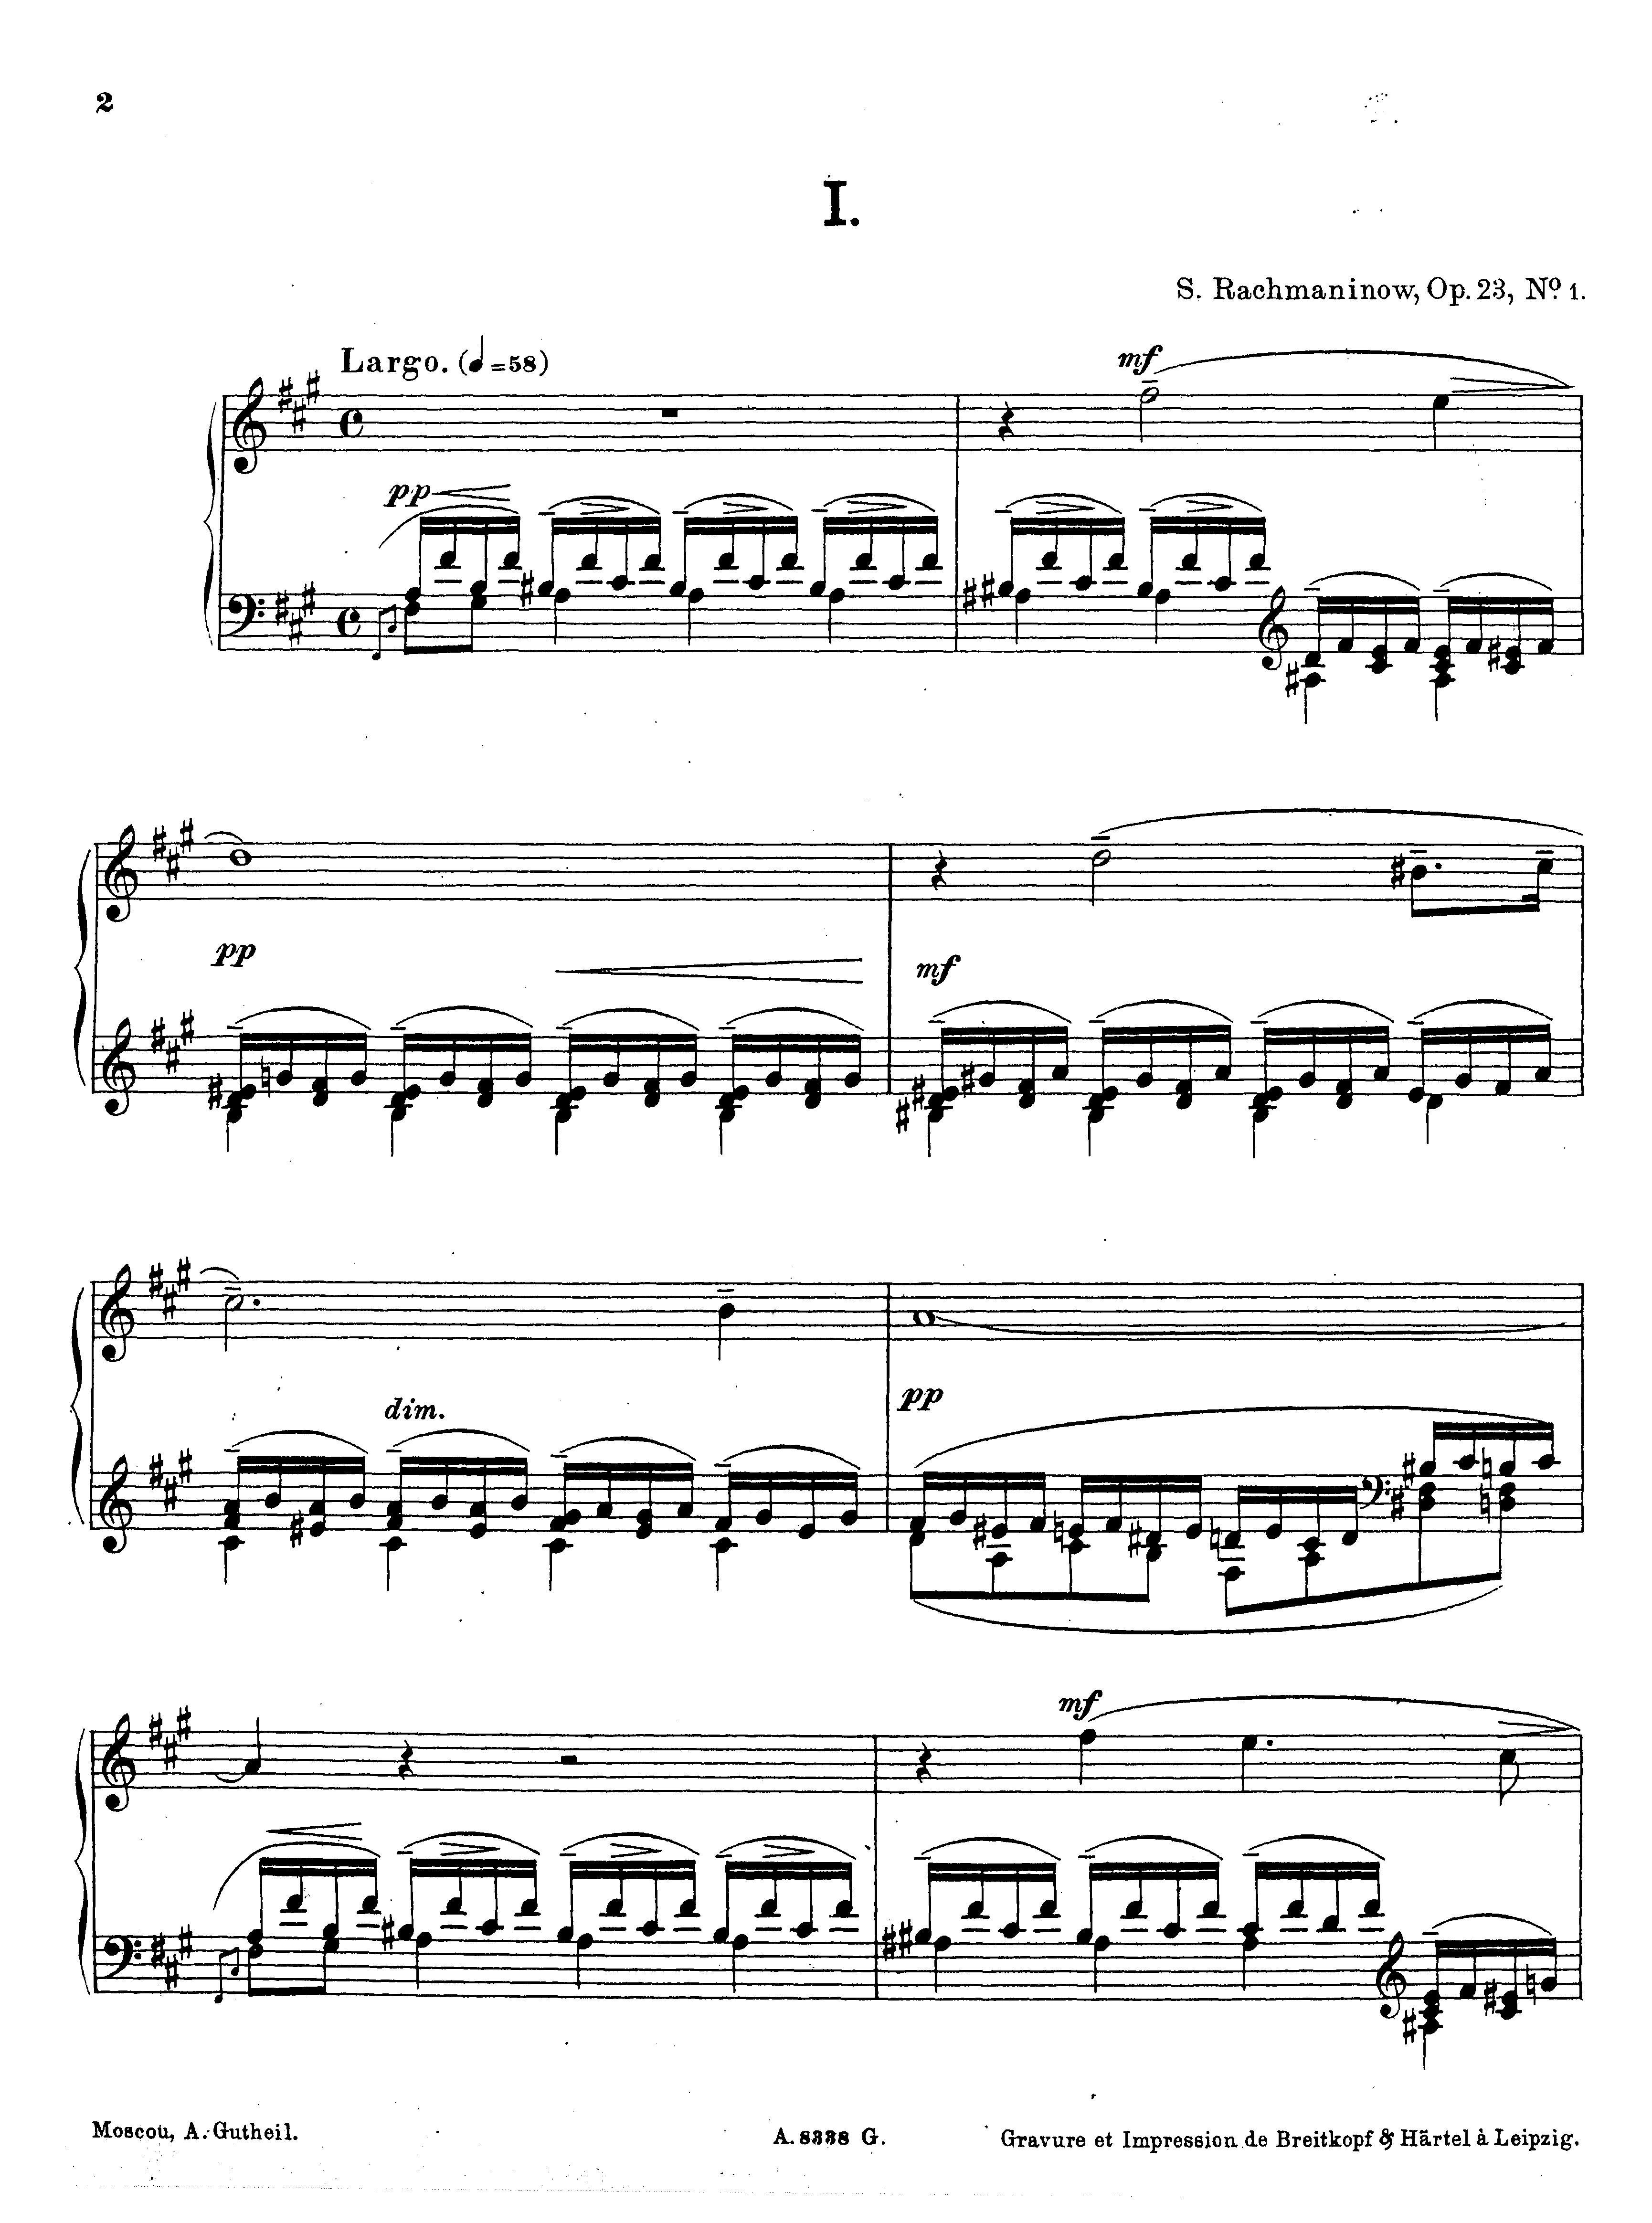 2
I.
S. Rachmaninow, Op. 23, Nº 1.
Largo. (♩=58)
mf
pp
pp
mf
dim.
pp
mf
Moscou, A. Gutheil.
A. 8338 G.
Gravure et Impression de Breitkopf & Härtel à Leipzig.